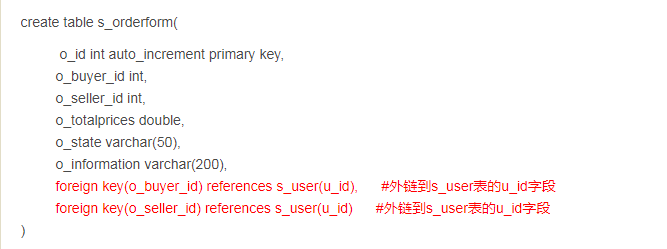 create table s_orderform(
o_id int auto_increment primary key,
o_buyer_id int,
o_seller_id int,
o_totalprices double,
o_state varchar(50),
o_information varchar(200),
foreign key(o_buyer_id) references s_user(u_id), #外链到s_user表的u_id字段
foreign key(o_seller_id) references s_user(u_id) #外链到s_user表的u_id字段
)